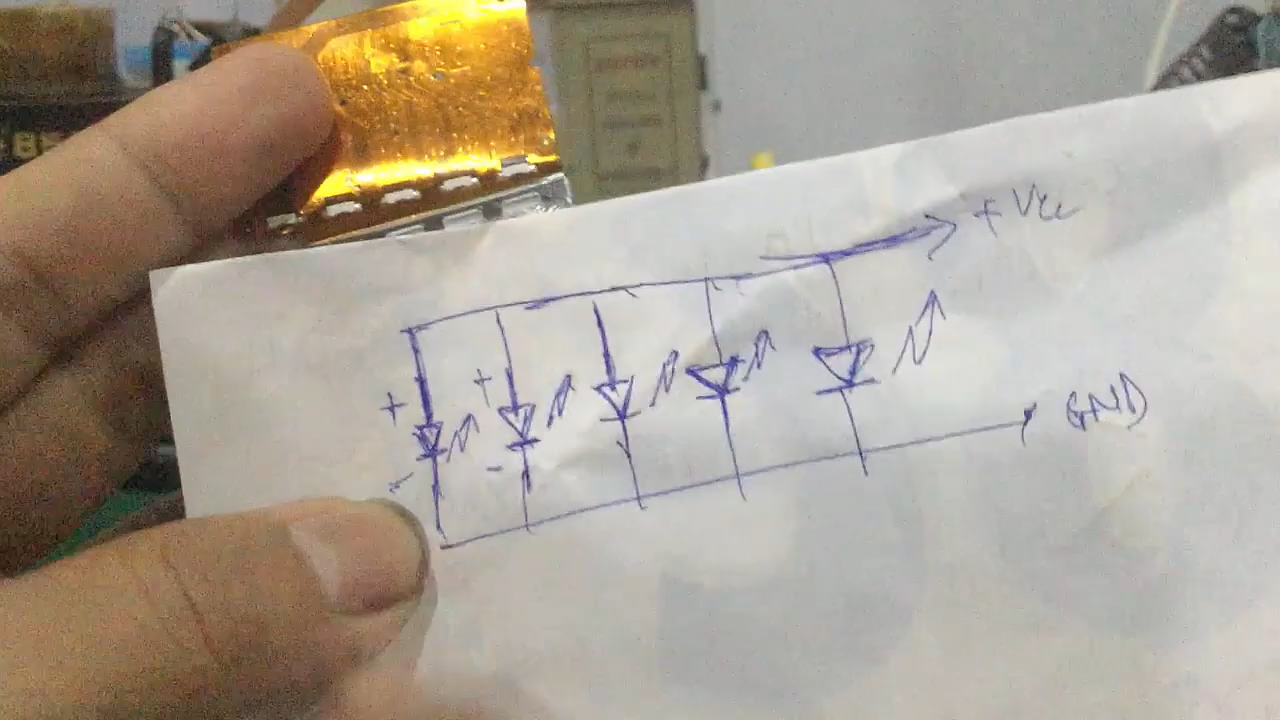 + Vcc
+
+
-
-
GND